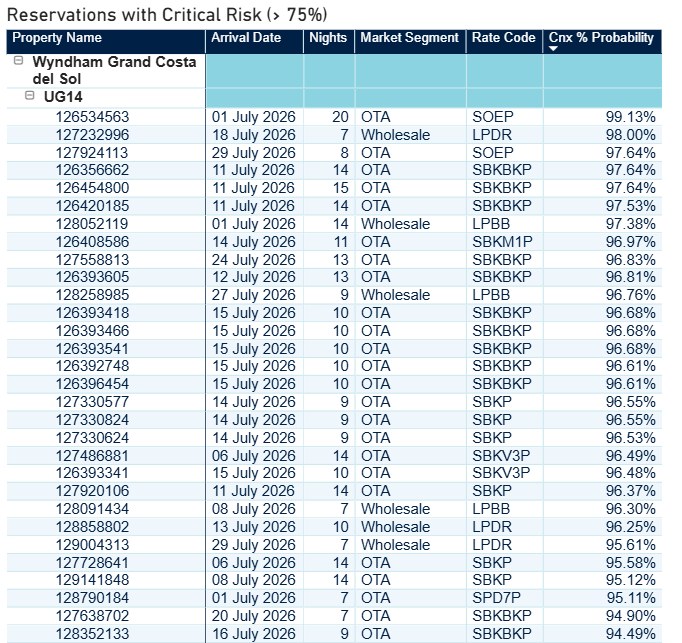 Reservations with Critical Risk (> 75%)
Property Name Arrival Date Nights Market Segment Rate Code Cnx % Probability
Wyndham Grand Costa
del Sol
UG14
126534563 01 July 2026 20 OTA SOEP 99.13%
127232996 18 July 2026 7 Wholesale LPDR 98.00%
127924113 29 July 2026 8 OTA SOEP 97.64%
126356662 11 July 2026 14 OTA SBKBKP 97.64%
126454800 11 July 2026 15 OTA SBKBKP 97.64%
126420185 11 July 2026 14 OTA SBKBKP 97.53%
128052119 01 July 2026 14 Wholesale LPBB 97.38%
126408586 14 July 2026 11 OTA SBKM1P 96.97%
127558813 24 July 2026 13 OTA SBKBKP 96.83%
126393605 12 July 2026 13 OTA SBKBKP 96.81%
128258985 27 July 2026 9 Wholesale LPBB 96.76%
126393418 15 July 2026 10 OTA SBKBKP 96.68%
126393466 15 July 2026 10 OTA SBKBKP 96.68%
126393541 15 July 2026 10 OTA SBKBKP 96.68%
126392748 15 July 2026 10 OTA SBKBKP 96.61%
126396454 15 July 2026 10 OTA SBKBKP 96.61%
127330577 14 July 2026 9 OTA SBKP 96.55%
127330824 14 July 2026 9 OTA SBKP 96.55%
127330624 14 July 2026 9 OTA SBKP 96.53%
127486881 06 July 2026 14 OTA SBKV3P 96.49%
126393341 15 July 2026 10 OTA SBKV3P 96.48%
127920106 11 July 2026 14 OTA SBKP 96.37%
128091434 08 July 2026 7 Wholesale LPBB 96.30%
128858802 13 July 2026 10 Wholesale LPDR 96.25%
129004313 29 July 2026 7 Wholesale LPDR 95.61%
127728641 06 July 2026 14 OTA SBKP 95.58%
129141848 08 July 2026 14 OTA SBKP 95.12%
128790184 01 July 2026 7 OTA SPD7P 95.11%
127638702 20 July 2026 7 OTA SBKBKP 94.90%
128352133 16 July 2026 9 OTA SBKBKP 94.49%